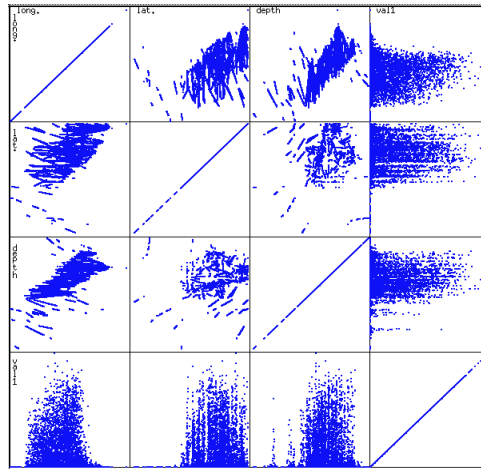 long. lat. depth val1
long.
lat.
depth
val1